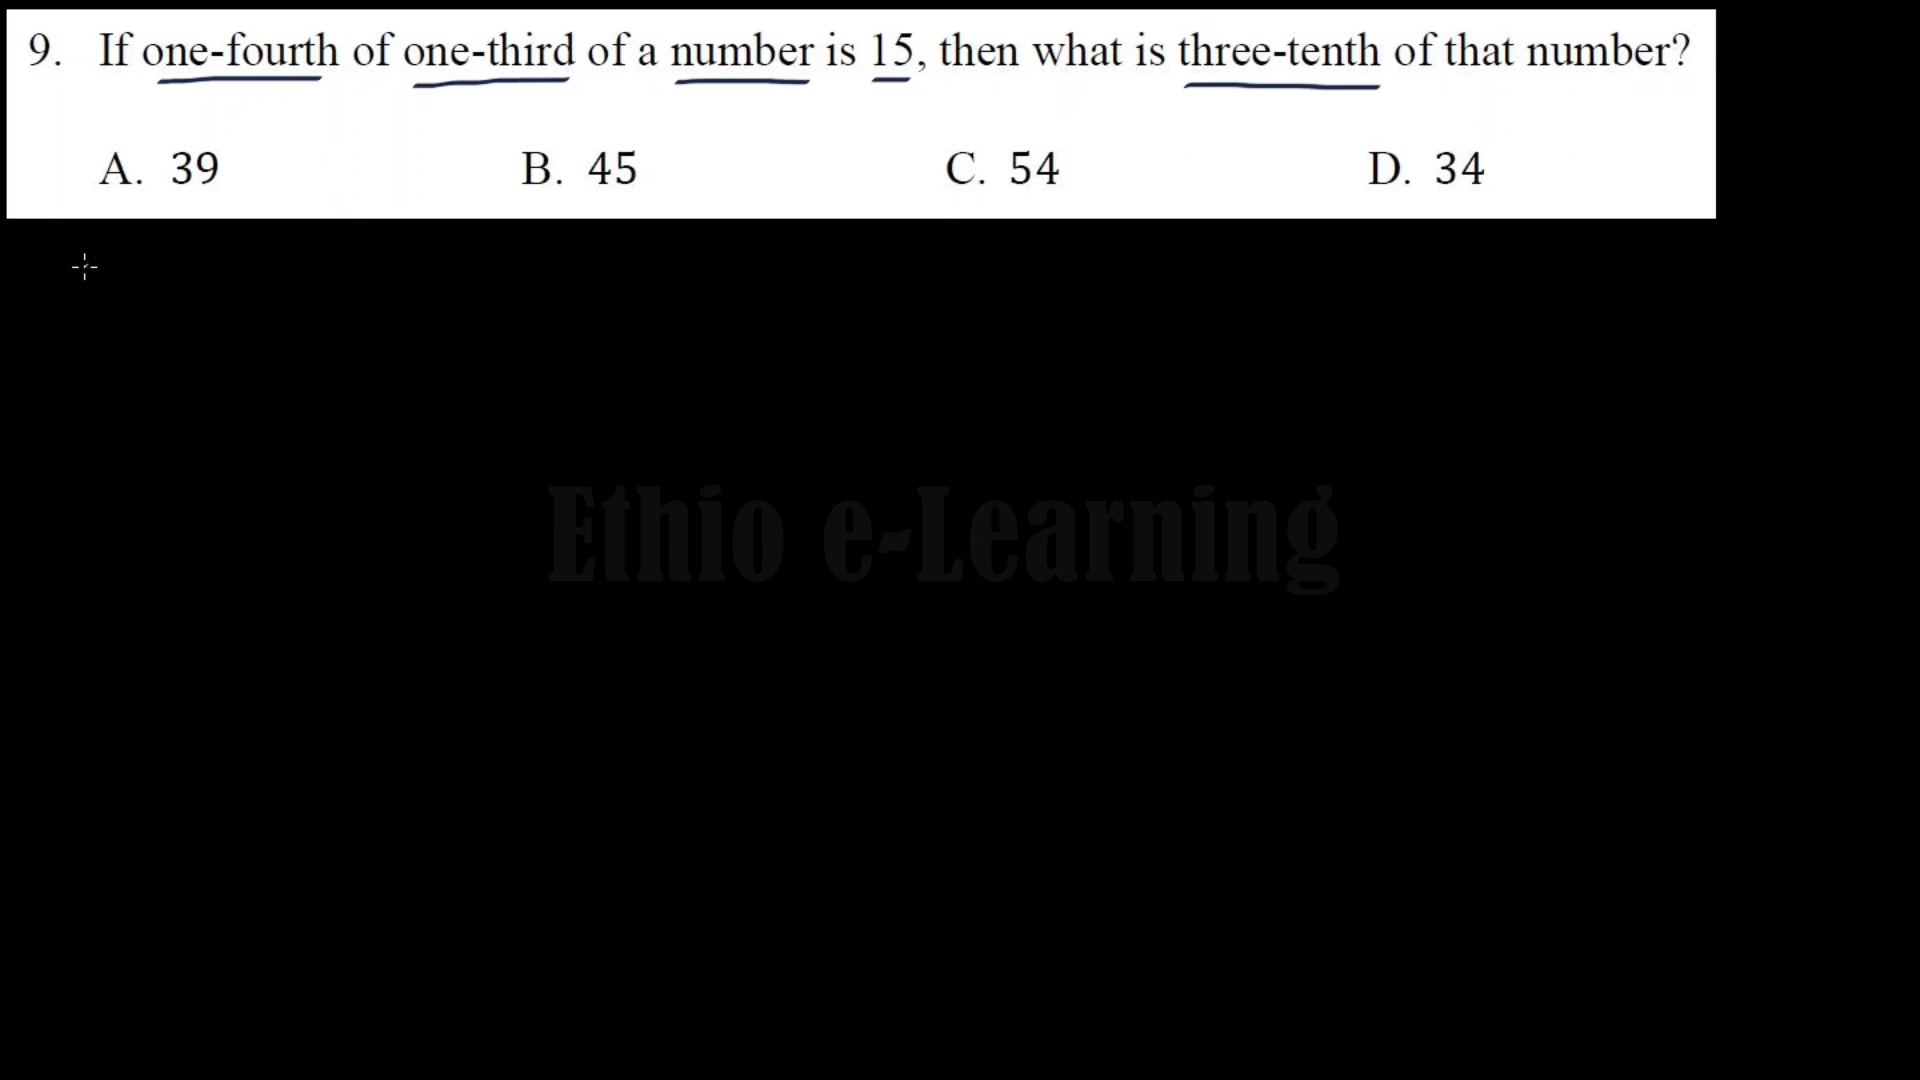 9. If one-fourth of one-third of a number is 15, then what is three-tenth of that number?
A. 39 B. 45 C. 54 D. 34
Ethio e-Learning